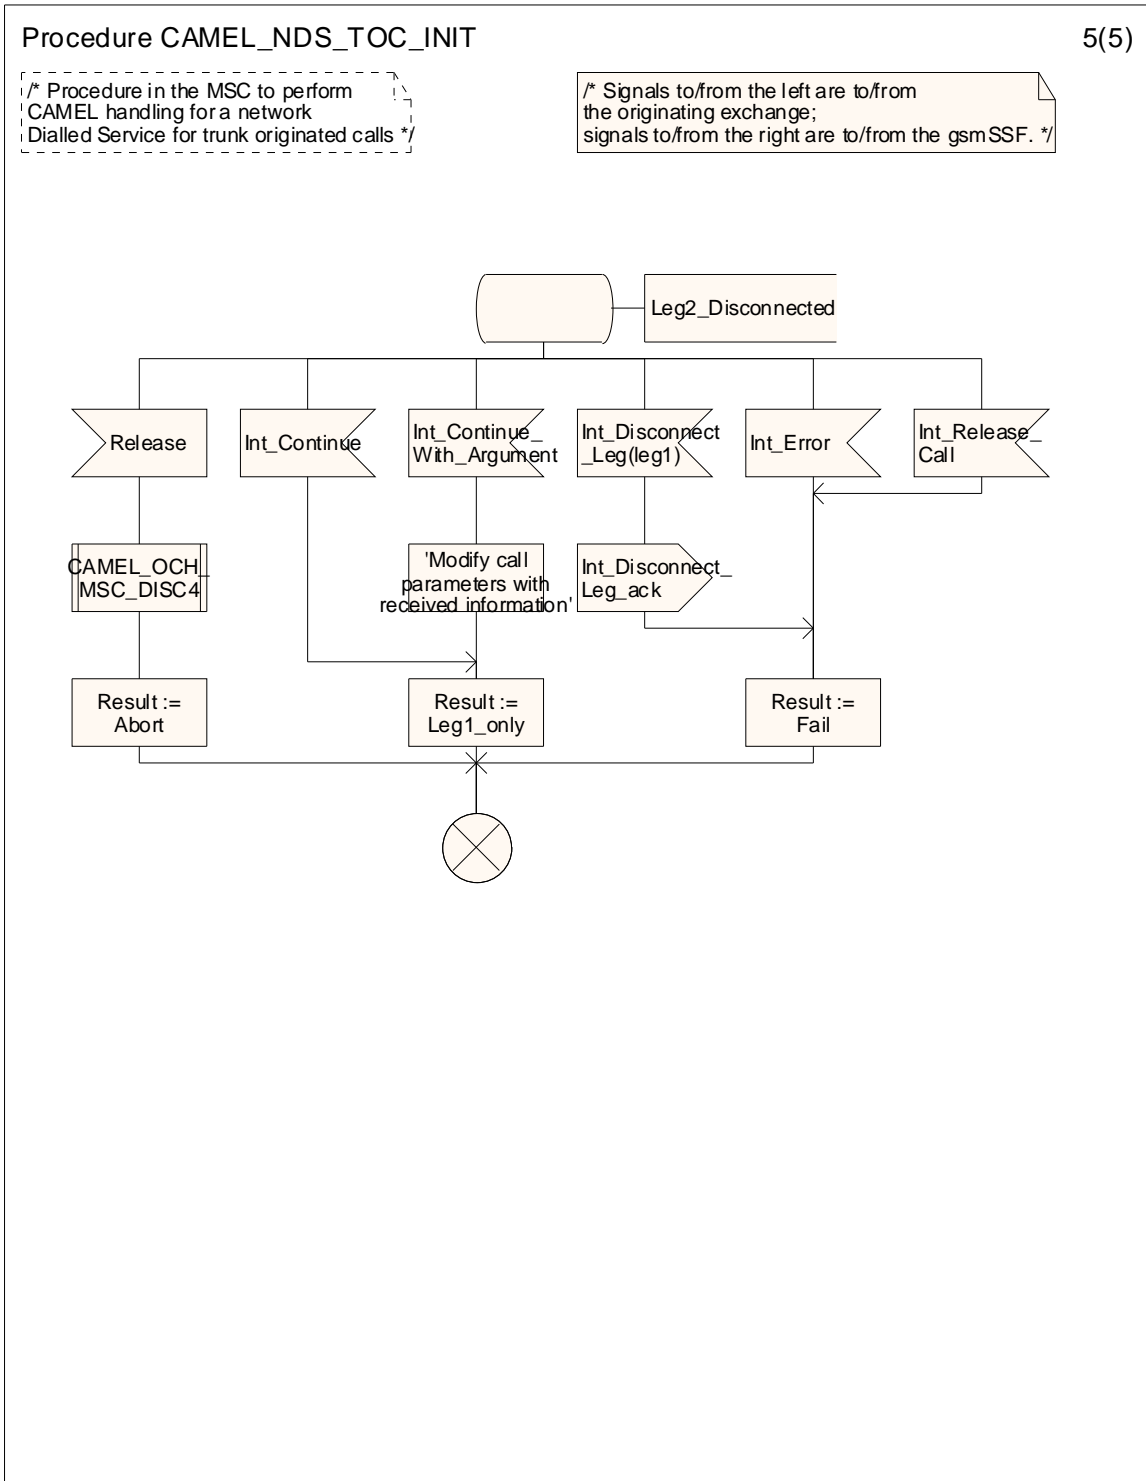 Procedure CAMEL_NDS_TOC_INIT
5(5)
/* Procedure in the MSC to perform
CAMEL handling for a network
Dialled Service for trunk originated calls */
/* Signals to/from the left are to/from
the originating exchange;
signals to/from the right are to/from the gsmSSF. */
Leg2_Disconnected
Release
Int_Continue
Int_Continue_
With_Argument
Int_Disconnect
_Leg(leg1)
Int_Error
Int_Release_
Call
CAMEL_OCH_
MSC_DISC4
'Modify call
parameters with
received information'
Int_Disconnect_
Leg_ack
Result :=
Abort
Result :=
Leg1_only
Result :=
Fail